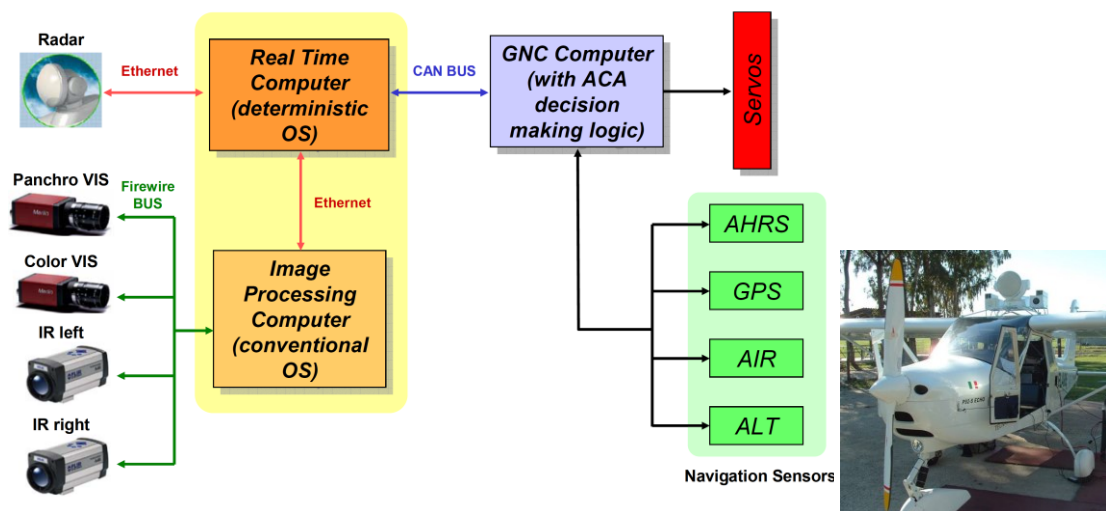 Radar
Ethernet
Real Time
Computer
(deterministic
OS)
CAN BUS
GNC Computer
(with ACA
decision
making logic)
Servos
Panchro VIS
Firewire
BUS
Ethernet
Color VIS
Image
Processing
Computer
(conventional
OS)
IR left
IR right
AHRS
GPS
AIR
ALT
Navigation Sensors